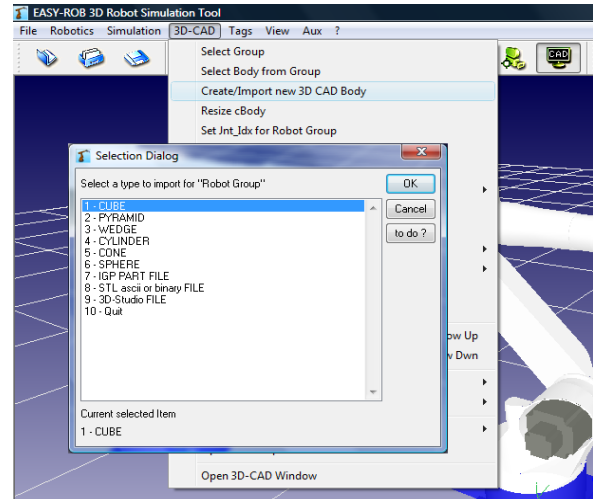 EASY-ROB 3D Robot Simulation Tool
File Robotics Simulation 3D-CAD Tags View Aux ?
CAD
Select Group
Select Body from Group
Create/Import new 3D CAD Body
Resize cBody
Set Jnt_Idx for Robot Group
Selection Dialog
Select a type to import for "Robot Group"
OK
1 - CUBE
Cancel
2 - PYRAMID
3 - WEDGE
to do ?
4 - CYLINDER
5 - CONE
6 - SPHERE
7 - IGP PART FILE
8 - STL ascii or binary FILE
9 - 3D-Studio FILE
10 - Quit
Up
Dwn
Current selected Item
1 - CUBE
Open 3D-CAD Window